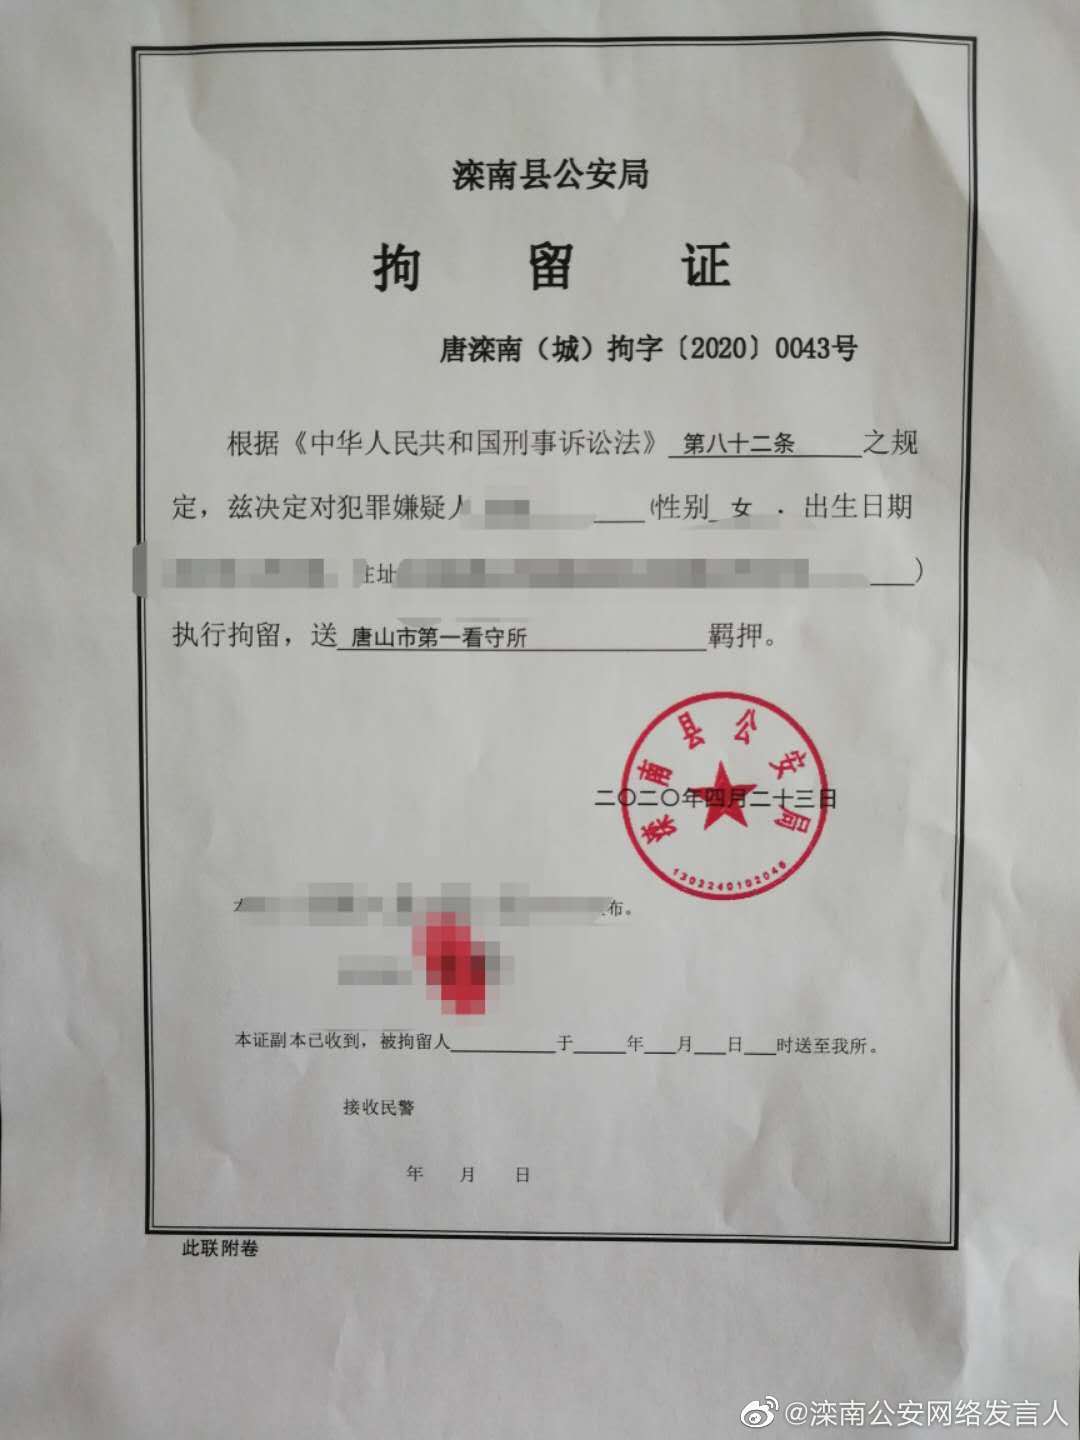 滦南县公安局
拘留证
唐滦南（城）拘字〔2020〕0043号
根据《中华人民共和国刑事诉讼法》第八十二条之规
定，兹决定对犯罪嫌疑人（性别女．出生日期
住址）
执行拘留，送唐山市第一看守所羁押。
滦南县公安局
二〇二〇年四月二十三日
1302240102046
布。
本证副本已收到，被拘留人于年月日时送至我所。
接收民警
年 月 日
此联附卷
@滦南公安网络发言人